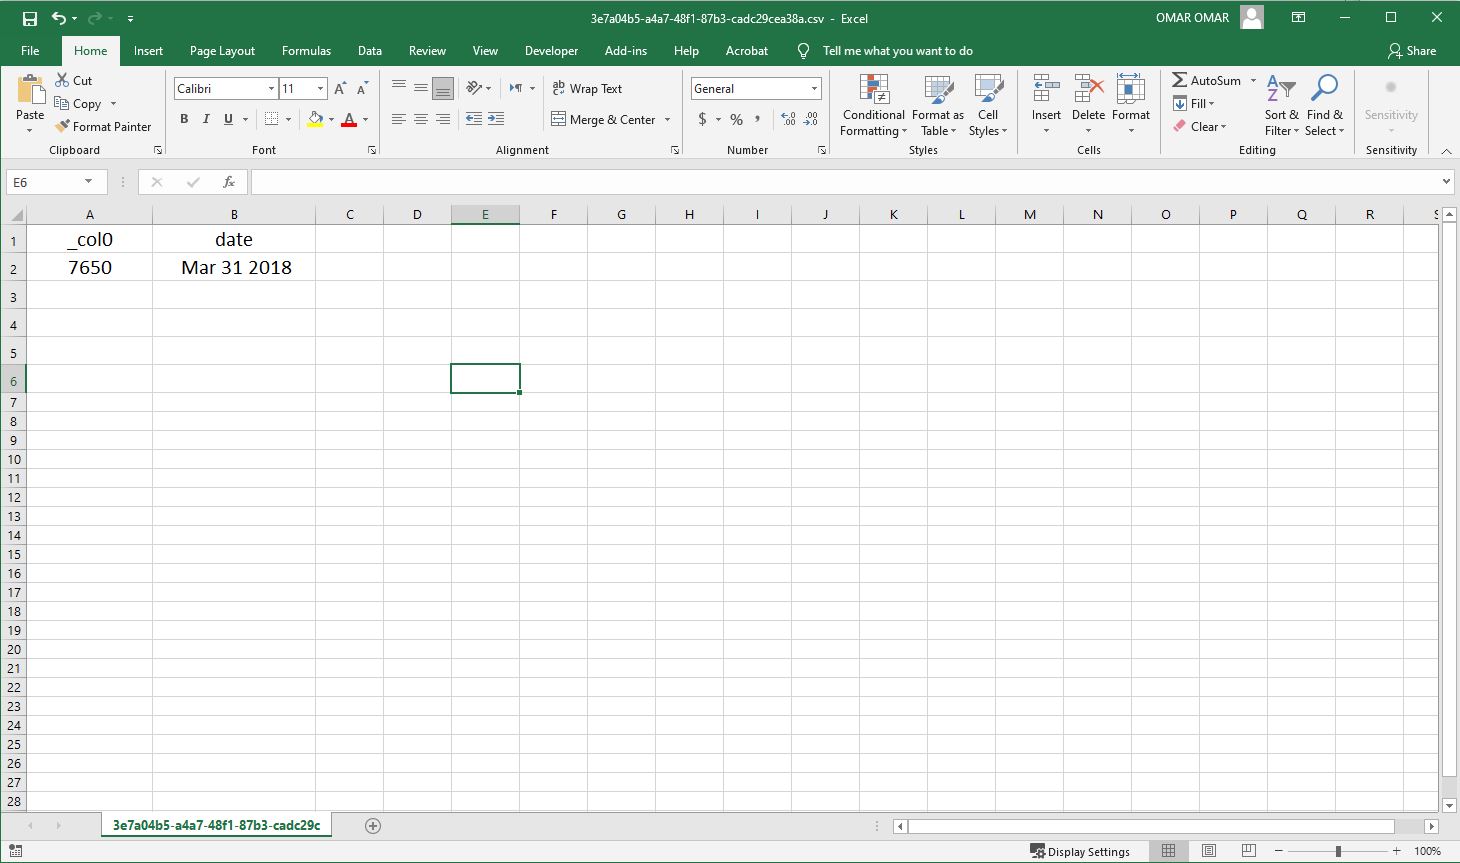 3e7a04b5-a4a7-48f1-87b3-cadc29cea38a.csv - Excel
OMAR OMAR
File Home Insert Page Layout Formulas Data Review View Developer Add-ins Help Acrobat Tell me what you want to do Share
Paste
Cut
Copy
Format Painter
Clipboard
Calibri 11
B I U
Font
Wrap Text
Merge & Center
Alignment
General
$ % ,
Number
Conditional Formatting
Format as Table
Cell Styles
Styles
Insert Delete Format
Cells
AutoSum
Fill
Clear
Sort & Filter
Find & Select
Editing
Sensitivity
Sensitivity
E6 fx
A B C D E F G H I J K L M N O P Q R S
1 _col0 date
2 7650 Mar 31 2018
3
4
5
6
7
8
9
10
11
12
13
14
15
16
17
18
19
20
21
22
23
24
25
26
27
28
3e7a04b5-a4a7-48f1-87b3-cadc29c
Display Settings 100%